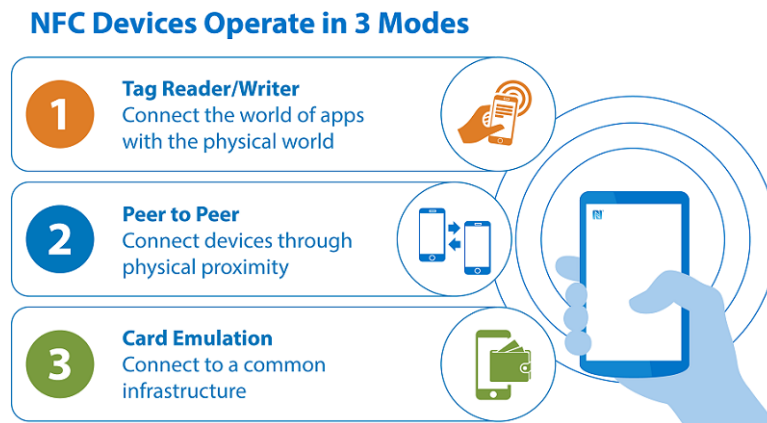 NFC Devices Operate in 3 Modes
1
Tag Reader/Writer
Connect the world of apps
with the physical world
2
Peer to Peer
Connect devices through
physical proximity
3
Card Emulation
Connect to a common
infrastructure